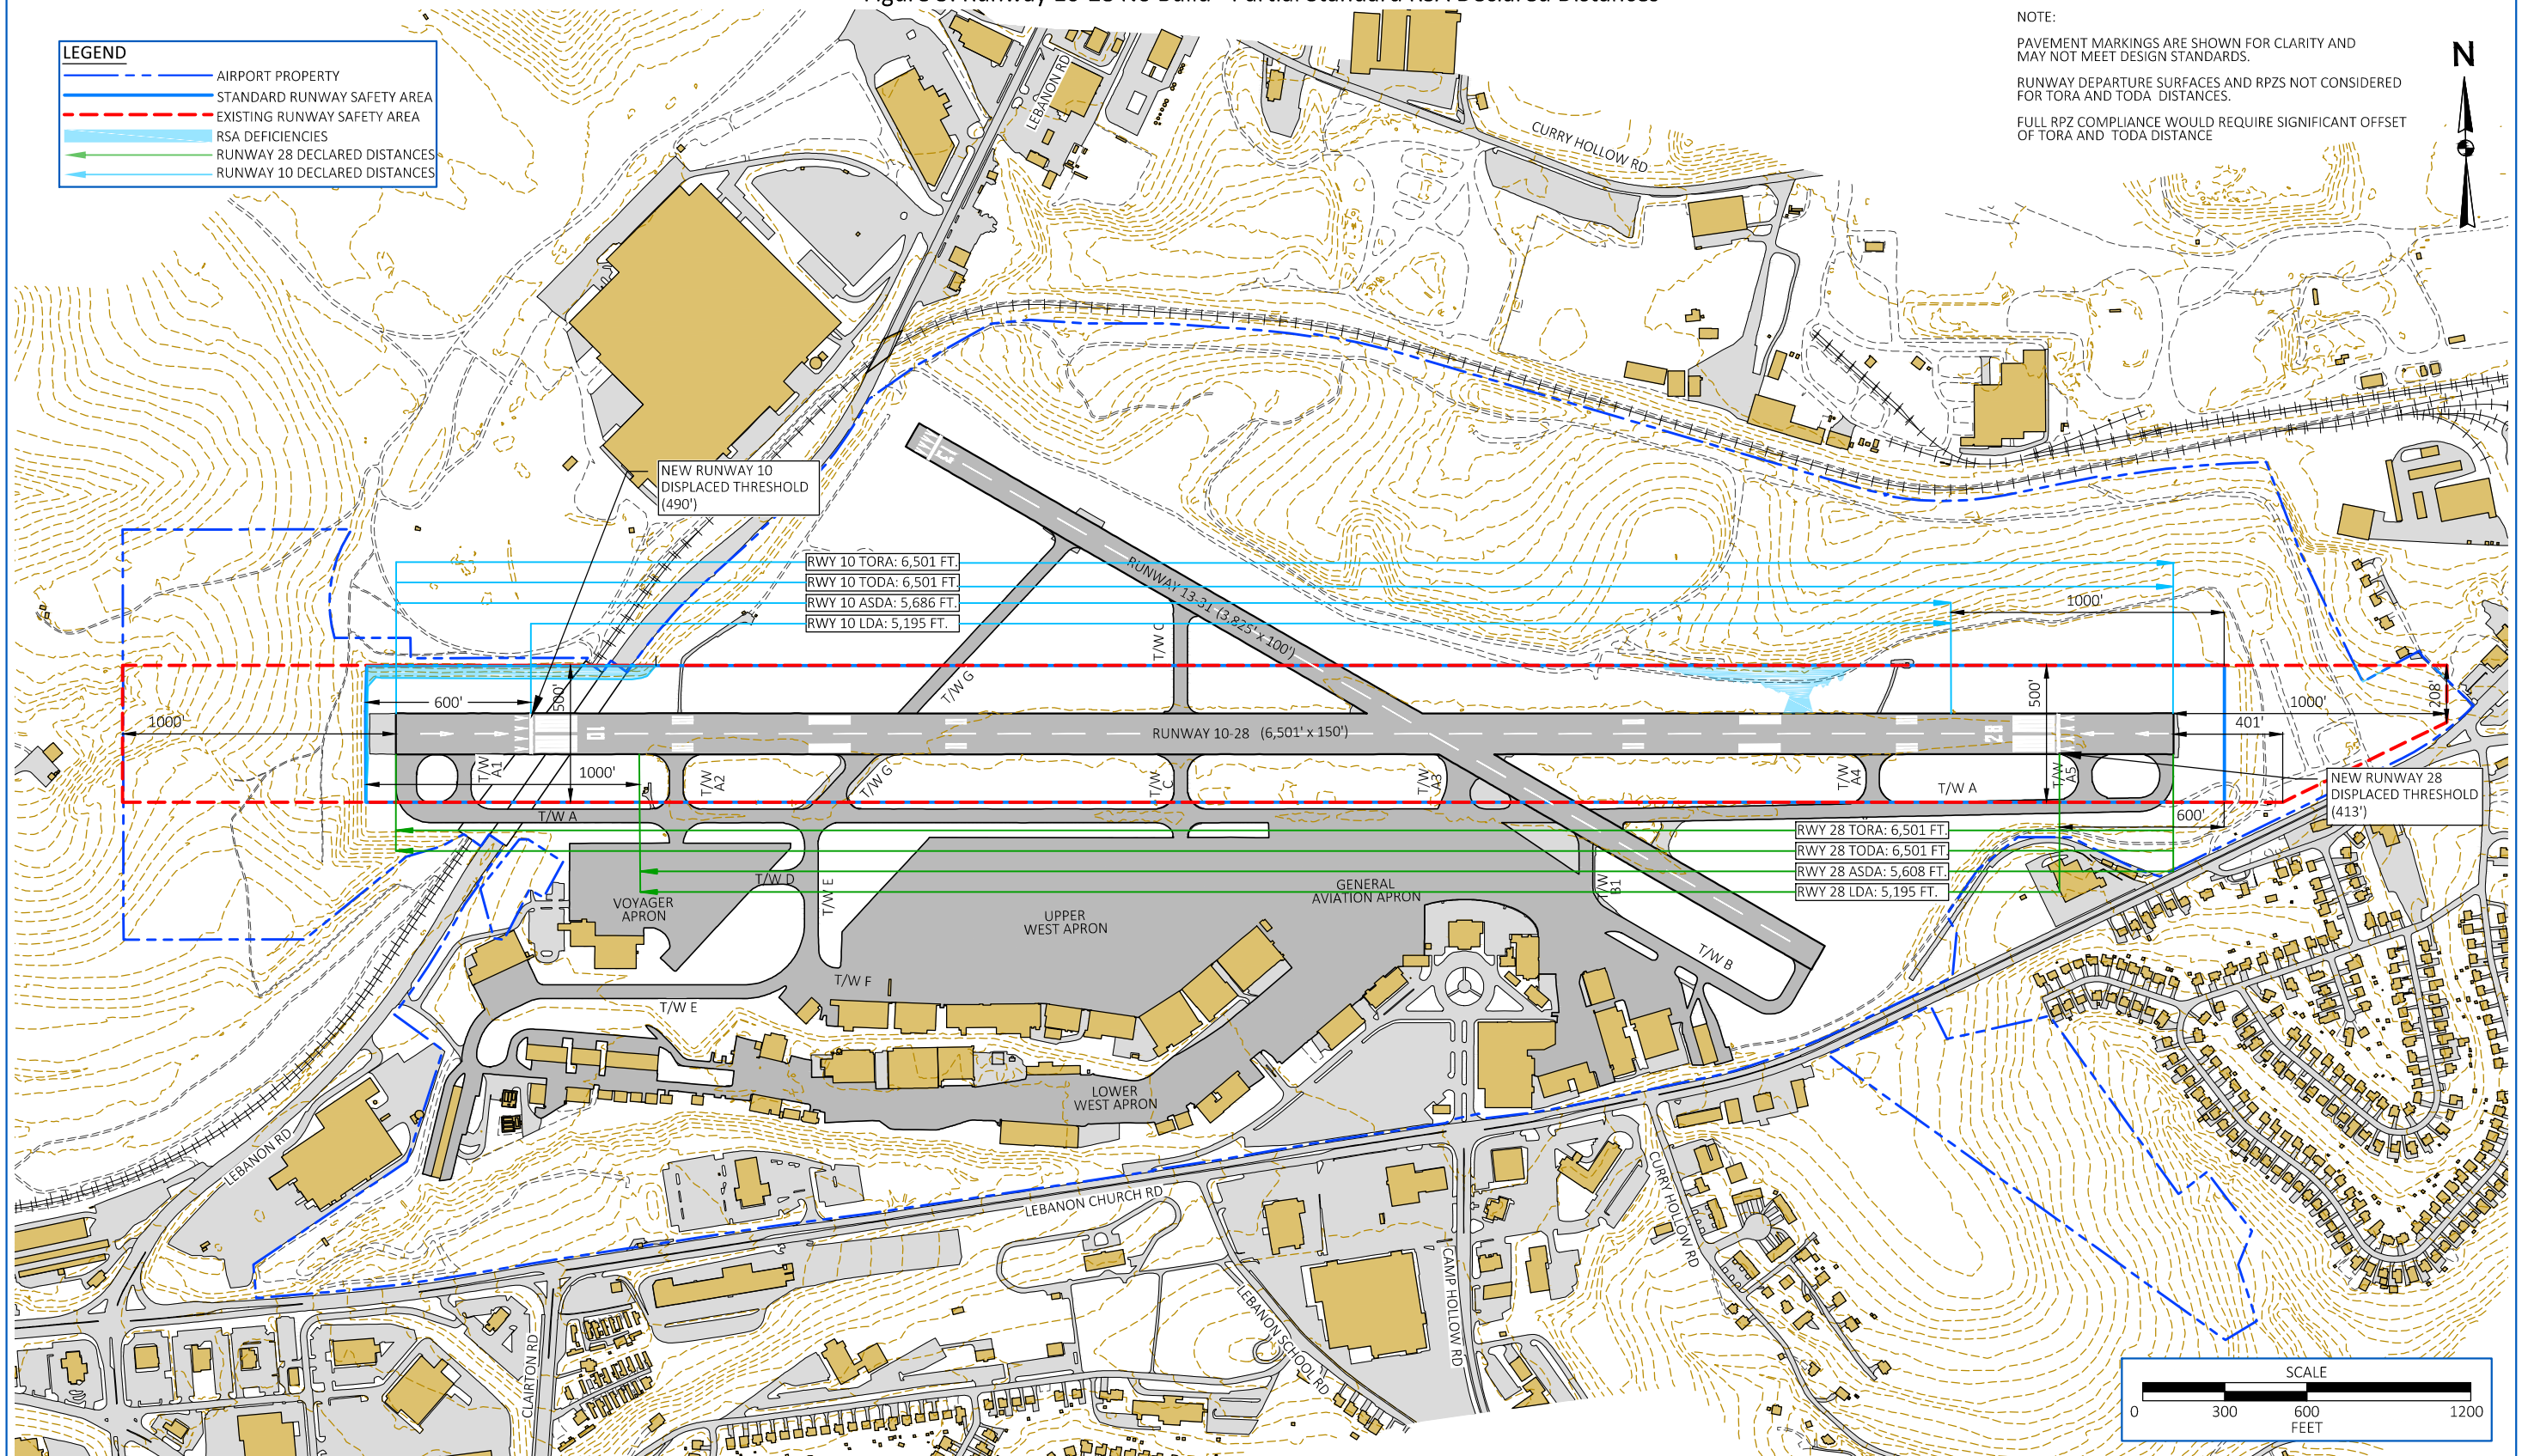 NOTE:
PAVEMENT MARKINGS ARE SHOWN FOR CLARITY AND
MAY NOT MEET DESIGN STANDARDS.
RUNWAY DEPARTURE SURFACES AND RPZS NOT CONSIDERED
FOR TORA AND TODA DISTANCES.
FULL RPZ COMPLIANCE WOULD REQUIRE SIGNIFICANT OFFSET
OF TORA AND TODA DISTANCE
N
LEGEND
AIRPORT PROPERTY
STANDARD RUNWAY SAFETY AREA
EXISTING RUNWAY SAFETY AREA
RSA DEFICIENCIES
RUNWAY 28 DECLARED DISTANCES
RUNWAY 10 DECLARED DISTANCES
LEBANON RD
CURRY HOLLOW RD
NEW RUNWAY 10
DISPLACED THRESHOLD
(490')
RWY 10 TORA: 6,501 FT.
RWY 10 TODA: 6,501 FT.
RWY 10 ASDA: 5,686 FT.
RWY 10 LDA: 5,195 FT.
RUNWAY 13-31 (3,825' x 100')
1000'
T/W C
T/W G
600'
500'
1000'
10
RUNWAY 10-28 (6,501' x 150')
28
500'
1000'
208'
401'
T/W
A1
1000'
T/W
A2
T/W G
T/W
C
T/W
A3
T/W
A4
T/W A
T/W
A5
NEW RUNWAY 28
DISPLACED THRESHOLD
(413')
T/W A
600'
RWY 28 TORA: 6,501 FT.
RWY 28 TODA: 6,501 FT
RWY 28 ASDA: 5,608 FT.
RWY 28 LDA: 5,195 FT.
T/W D
T/W E
VOYAGER
APRON
UPPER
WEST APRON
GENERAL
AVIATION APRON
T/W
B1
T/W B
T/W F
T/W E
LOWER
WEST APRON
LEBANON RD
LEBANON CHURCH RD
CURRY HOLLOW RD
CAMP HOLLOW RD
LEBANON SCHOOL RD
CLAIRTON RD
SCALE
0 300 600 1200
FEET